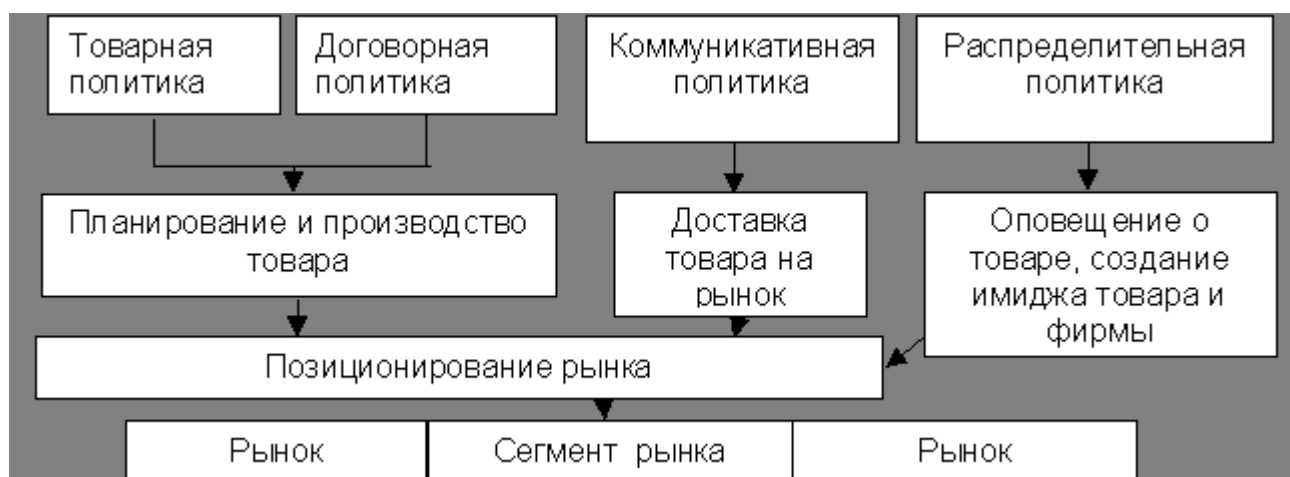 Товарная
политика
Договорная
политика
Коммуникативная
политика
Распределительная
политика
Планирование и производство
товара
Доставка
товара на
рынок
Оповещение о
товаре, создание
имиджа товара и
фирмы
Позиционирование рынка
Рынок
Сегмент рынка
Рынок